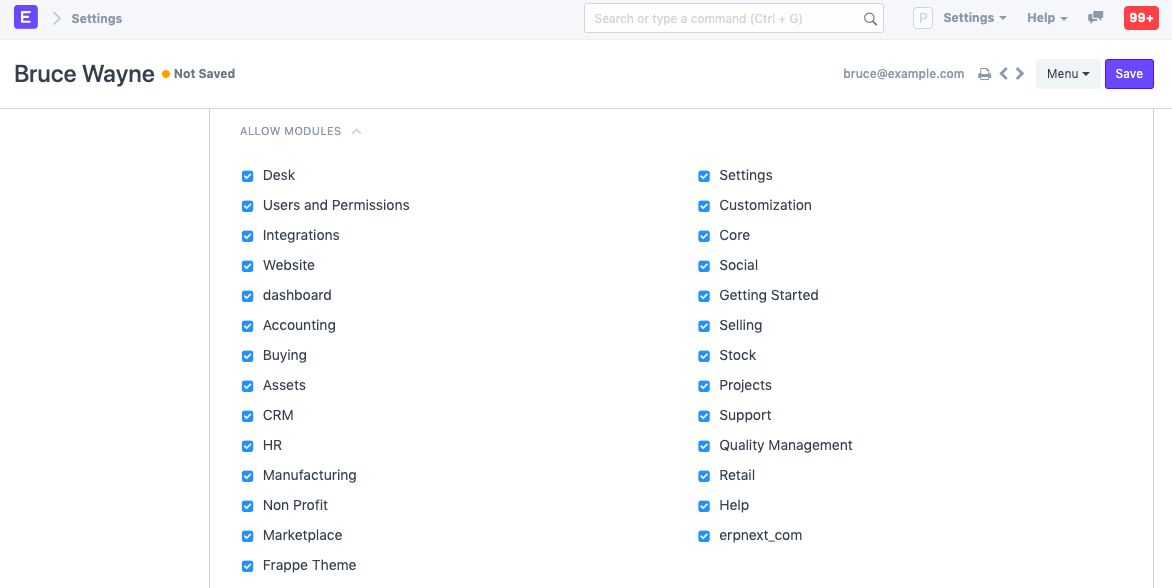 E
Settings
Search or type a command (Ctrl + G)
P
Settings
Help
99+
Bruce Wayne
Not Saved
bruce@example.com
Menu
Save
ALLOW MODULES
Desk
Users and Permissions
Integrations
Website
dashboard
Accounting
Buying
Assets
CRM
HR
Manufacturing
Non Profit
Marketplace
Frappe Theme
Settings
Customization
Core
Social
Getting Started
Selling
Stock
Projects
Support
Quality Management
Retail
Help
erpnext_com